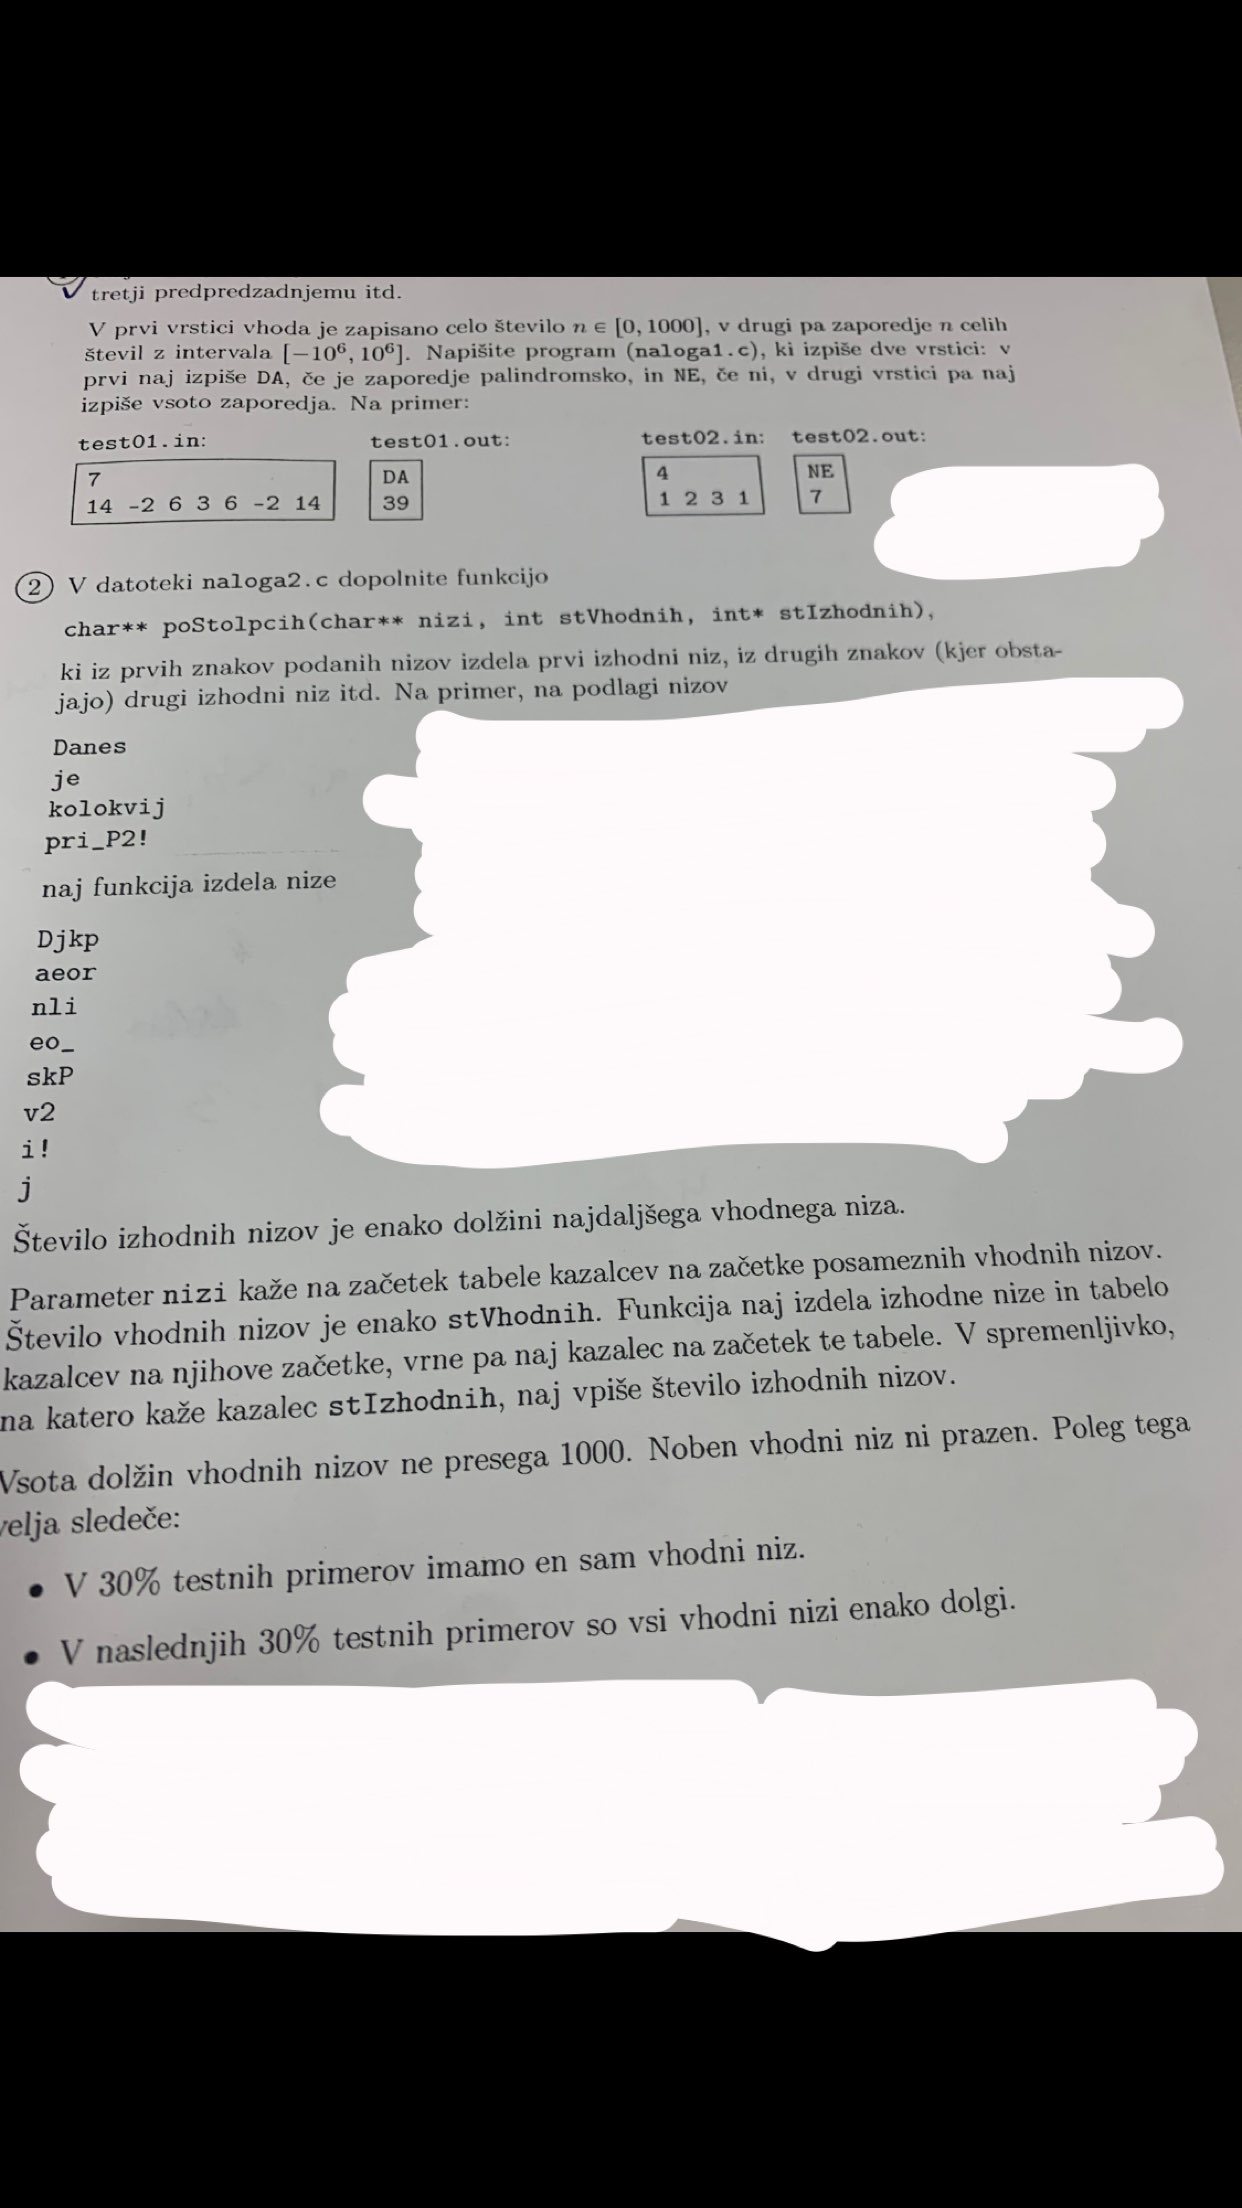 tretji predpredzadnjemu itd.
V prvi vrstici vhoda je zapisano celo število n ∈ [0, 1000], v drugi pa zaporedje n celih
števil z intervala [−10⁶, 10⁶]. Napišite program (naloga1.c), ki izpiše dve vrstici: v
prvi naj izpiše DA, če je zaporedje palindromsko, in NE, če ni, v drugi vrstici pa naj
izpiše vsoto zaporedja. Na primer:
test01.in: test01.out: test02.in: test02.out:
7 DA 4 NE
14 -2 6 3 6 -2 14 39 1 2 3 1 7
2 V datoteki naloga2.c dopolnite funkcijo
char** poStolpcih(char** nizi, int stVhodnih, int* stIzhodnih),
ki iz prvih znakov podanih nizov izdela prvi izhodni niz, iz drugih znakov (kjer obsta-
jajo) drugi izhodni niz itd. Na primer, na podlagi nizov
Danes
je
kolokvij
pri_P2!
naj funkcija izdela nize
Djkp
aeor
nli
eo_
skP
v2
i!
j
Število izhodnih nizov je enako dolžini najdaljšega vhodnega niza.
Parameter nizi kaže na začetek tabele kazalcev na začetke posameznih vhodnih nizov.
Število vhodnih nizov je enako stVhodnih. Funkcija naj izdela izhodne nize in tabelo
kazalcev na njihove začetke, vrne pa naj kazalec na začetek te tabele. V spremenljivko,
na katero kaže kazalec stIzhodnih, naj vpiše število izhodnih nizov.
Vsota dolžin vhodnih nizov ne presega 1000. Noben vhodni niz ni prazen. Poleg tega
velja sledeče:
• V 30% testnih primerov imamo en sam vhodni niz.
• V naslednjih 30% testnih primerov so vsi vhodni nizi enako dolgi.